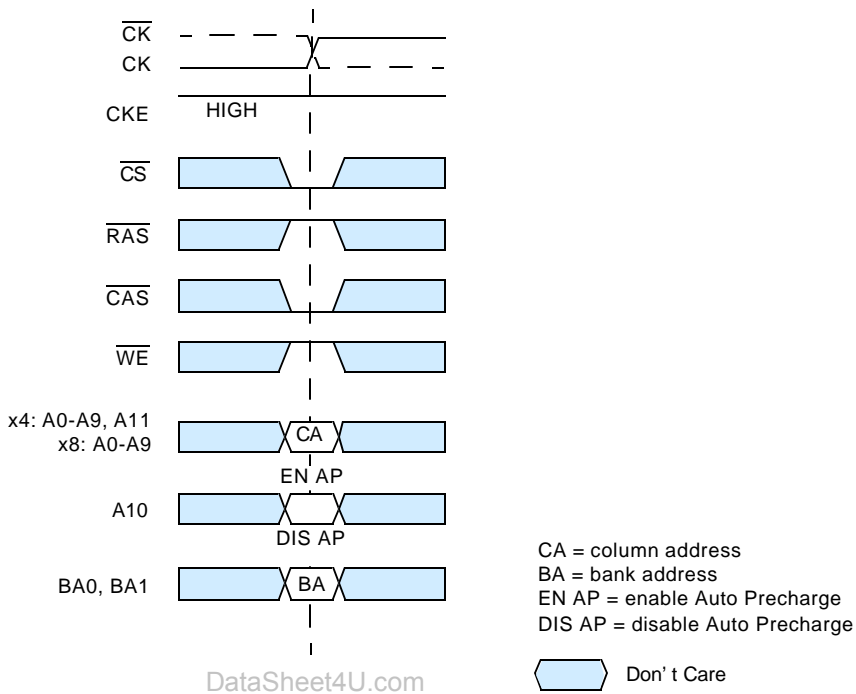 CK
CK
CKE
HIGH
CS
RAS
CAS
WE
x4: A0-A9, A11
x8: A0-A9
CA
EN AP
A10
DIS AP
BA0, BA1
BA
CA = column address
BA = bank address
EN AP = enable Auto Precharge
DIS AP = disable Auto Precharge
Don' t Care
DataSheet4U.com